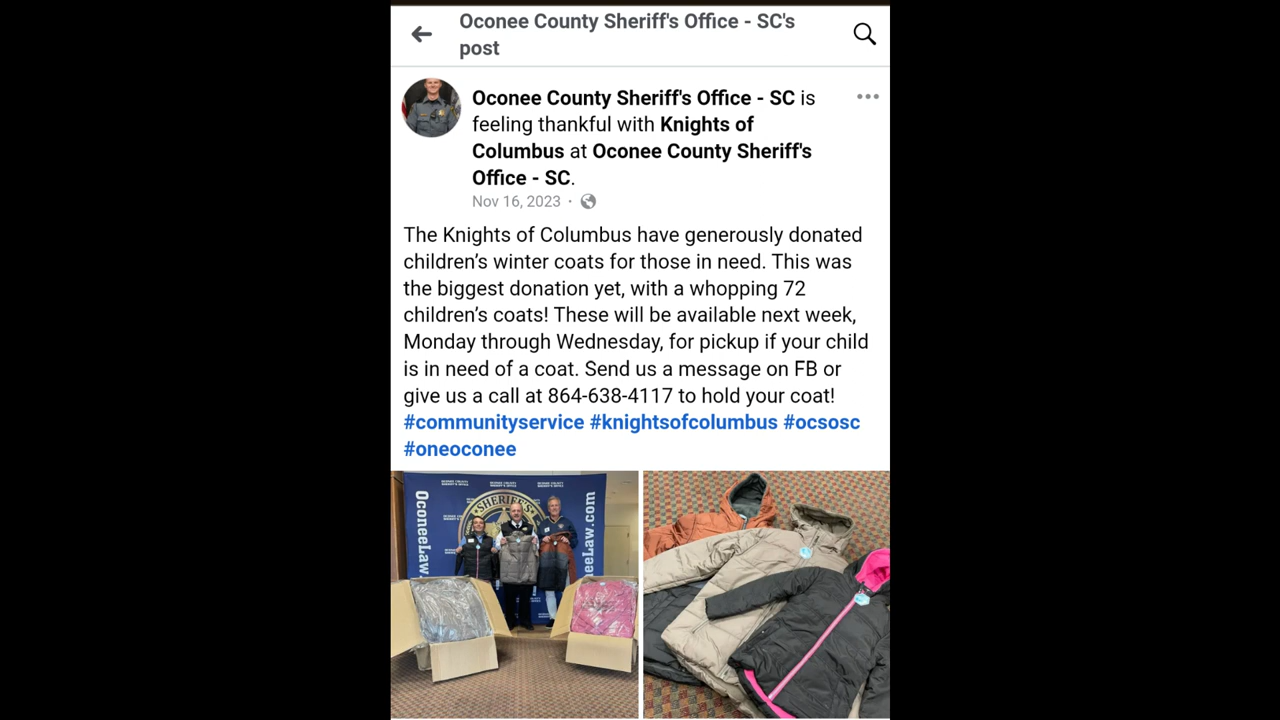 Oconee County Sheriff's Office - SC's
post
Oconee County Sheriff's Office - SC is
feeling thankful with Knights of
Columbus at Oconee County Sheriff's
Office - SC.
Nov 16, 2023 ·
The Knights of Columbus have generously donated
children’s winter coats for those in need. This was
the biggest donation yet, with a whopping 72
children’s coats! These will be available next week,
Monday through Wednesday, for pickup if your child
is in need of a coat. Send us a message on FB or
give us a call at 864-638-4117 to hold your coat!
#communityservice #knightsofcolumbus #ocsosc
#oneoconee
OconeeLaw.
SHERIFF'S
neeLaw.com